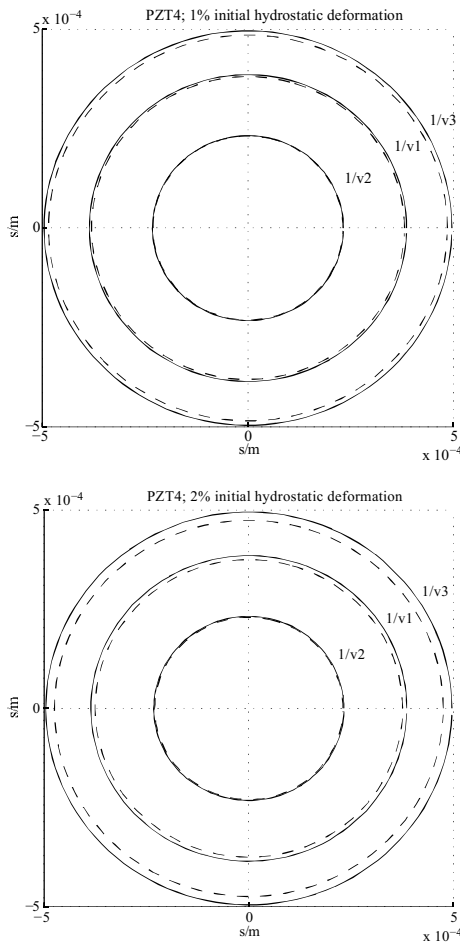 PZT4; 1% initial hydrostatic deformation
5 x 10⁻⁴
1/v3
1/v1
1/v2
s/m
0
−5
−5 0 5
s/m x 10⁻⁴
PZT4; 2% initial hydrostatic deformation
5 x 10⁻⁴
1/v3
1/v1
1/v2
s/m
0
−5
−5 0 5
s/m x 10⁻⁴